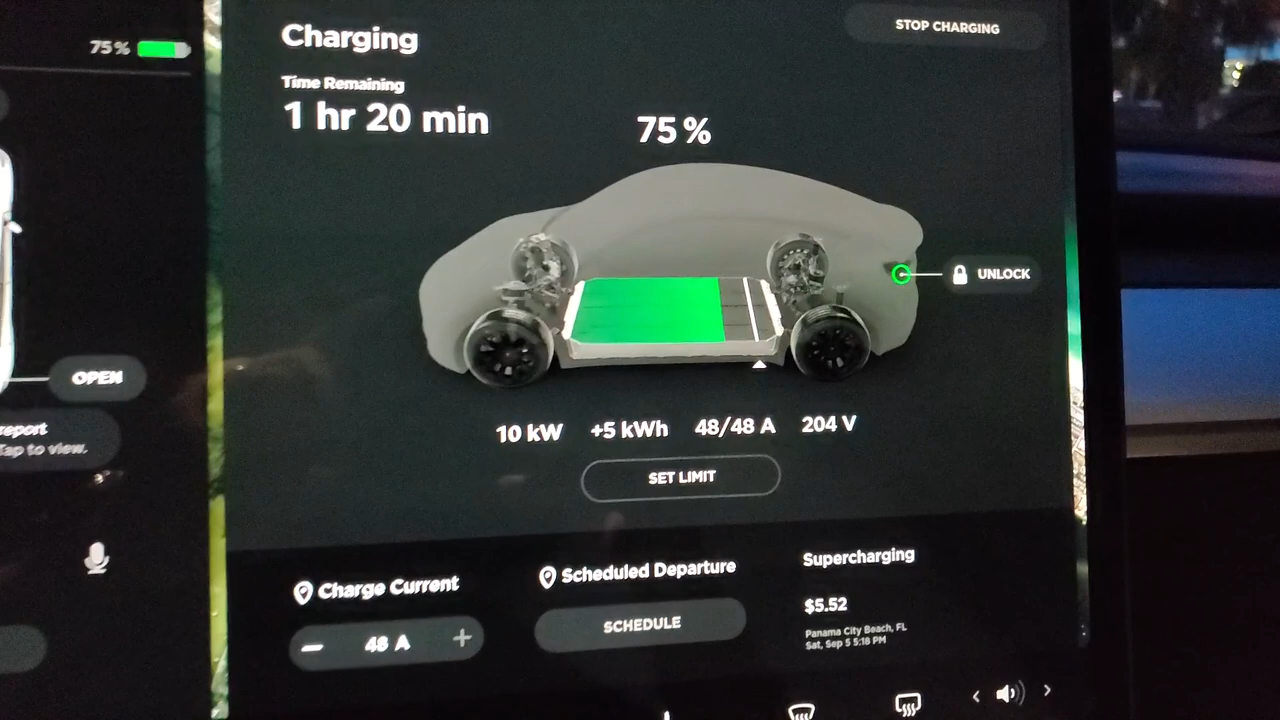 75%
Charging
STOP CHARGING
Time Remaining
1 hr 20 min
75%
UNLOCK
OPEN
report
Tap to view.
10 kW +5 kWh 48/48 A 204 V
SET LIMIT
Charge Current
Scheduled Departure
Supercharging
48 A
SCHEDULE
$5.52
Panama City Beach, FL
Sat, Sep 5 5:18 PM